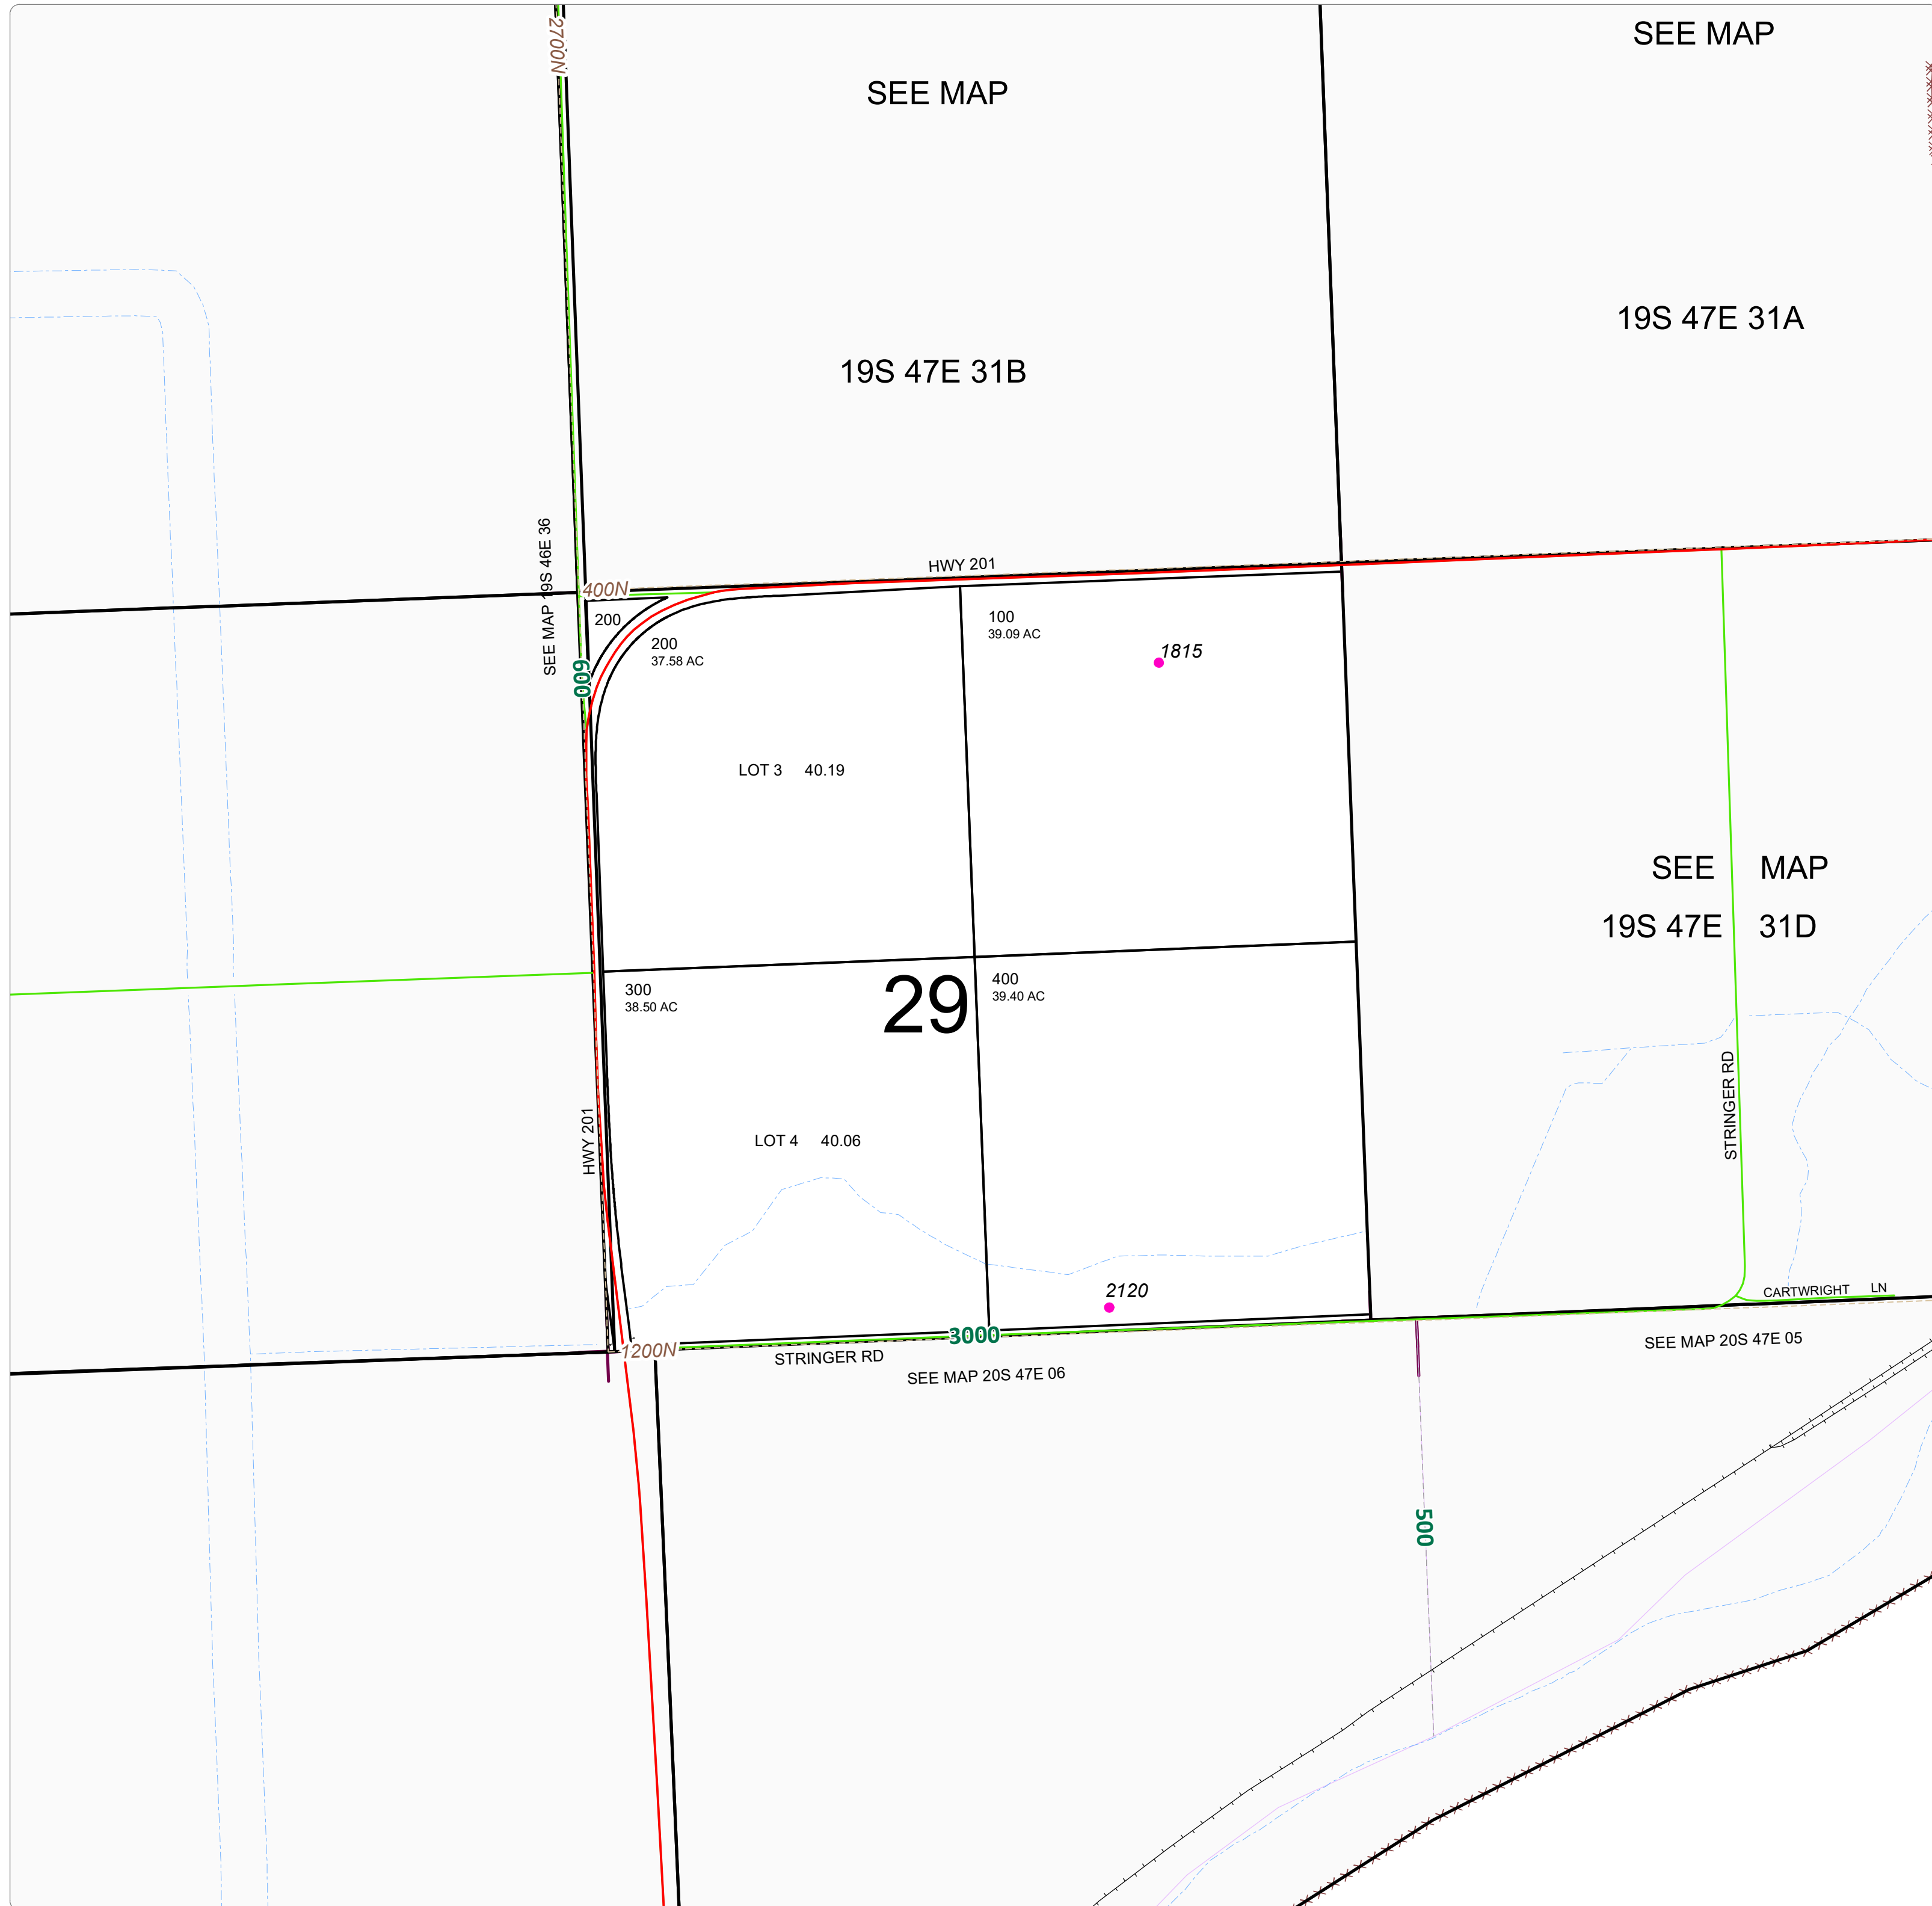 2700N
SEE MAP
SEE MAP
19S 47E 31A
19S 47E 31B
SEE MAP 19S 46E 36
HWY 201
400N
200
200
37.58 AC
100
39.09 AC
1815
600
LOT 3 40.19
SEE MAP
19S 47E 31D
300
38.50 AC
29
400
39.40 AC
HWY 201
LOT 4 40.06
STRINGER RD
2120
CARTWRIGHT LN
3000
1200N
STRINGER RD
SEE MAP 20S 47E 05
SEE MAP 20S 47E 06
500